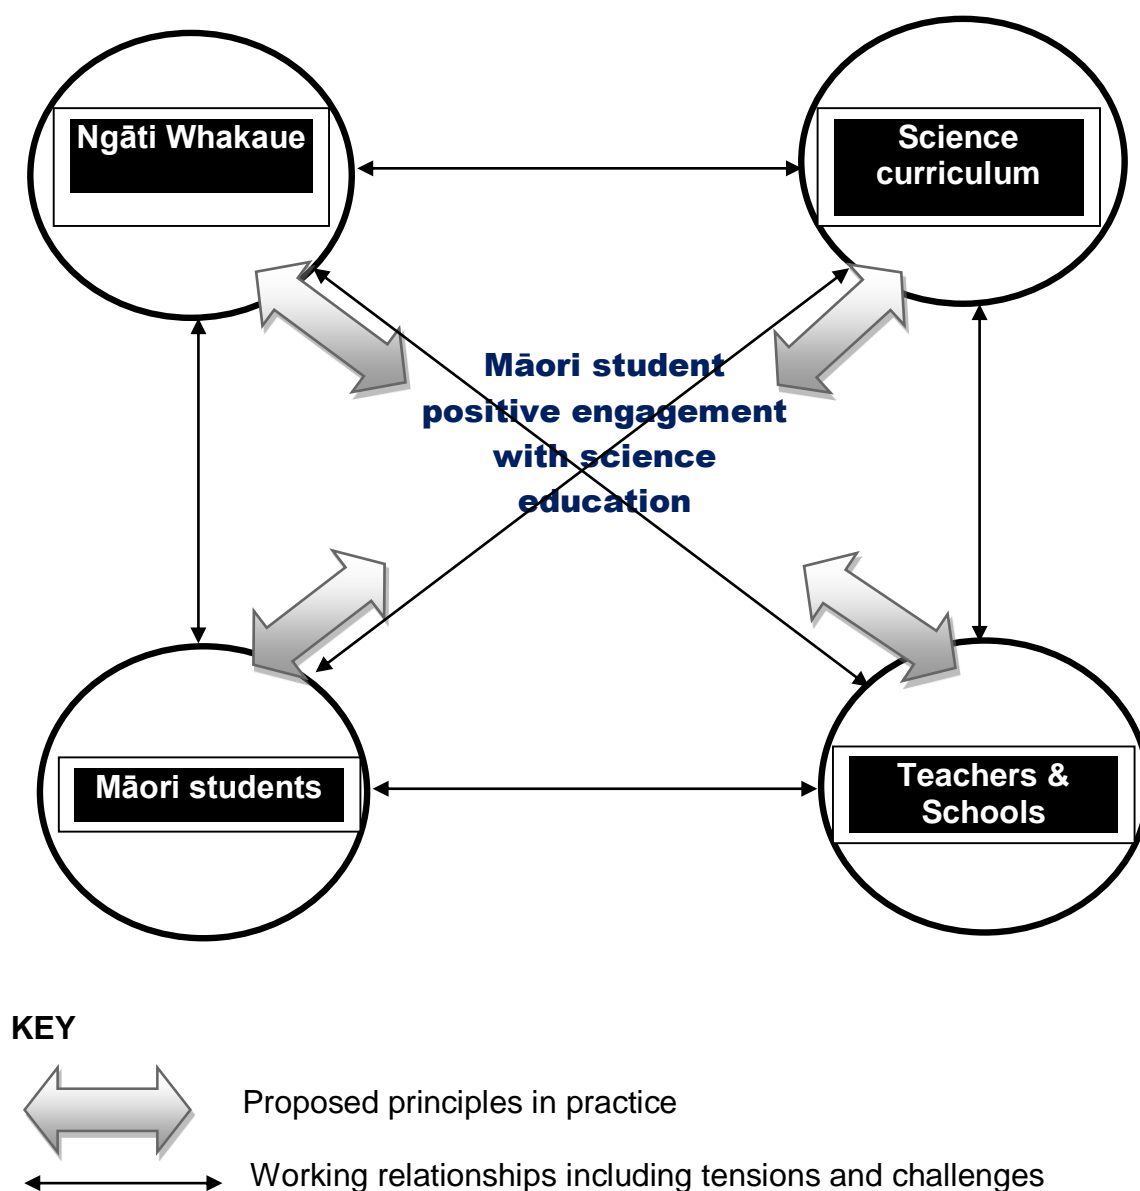 Ngāti Whakaue
Science
curriculum
Māori student
positive engagement
with science
education
Māori students
Teachers &
Schools
KEY
Proposed principles in practice
Working relationships including tensions and challenges